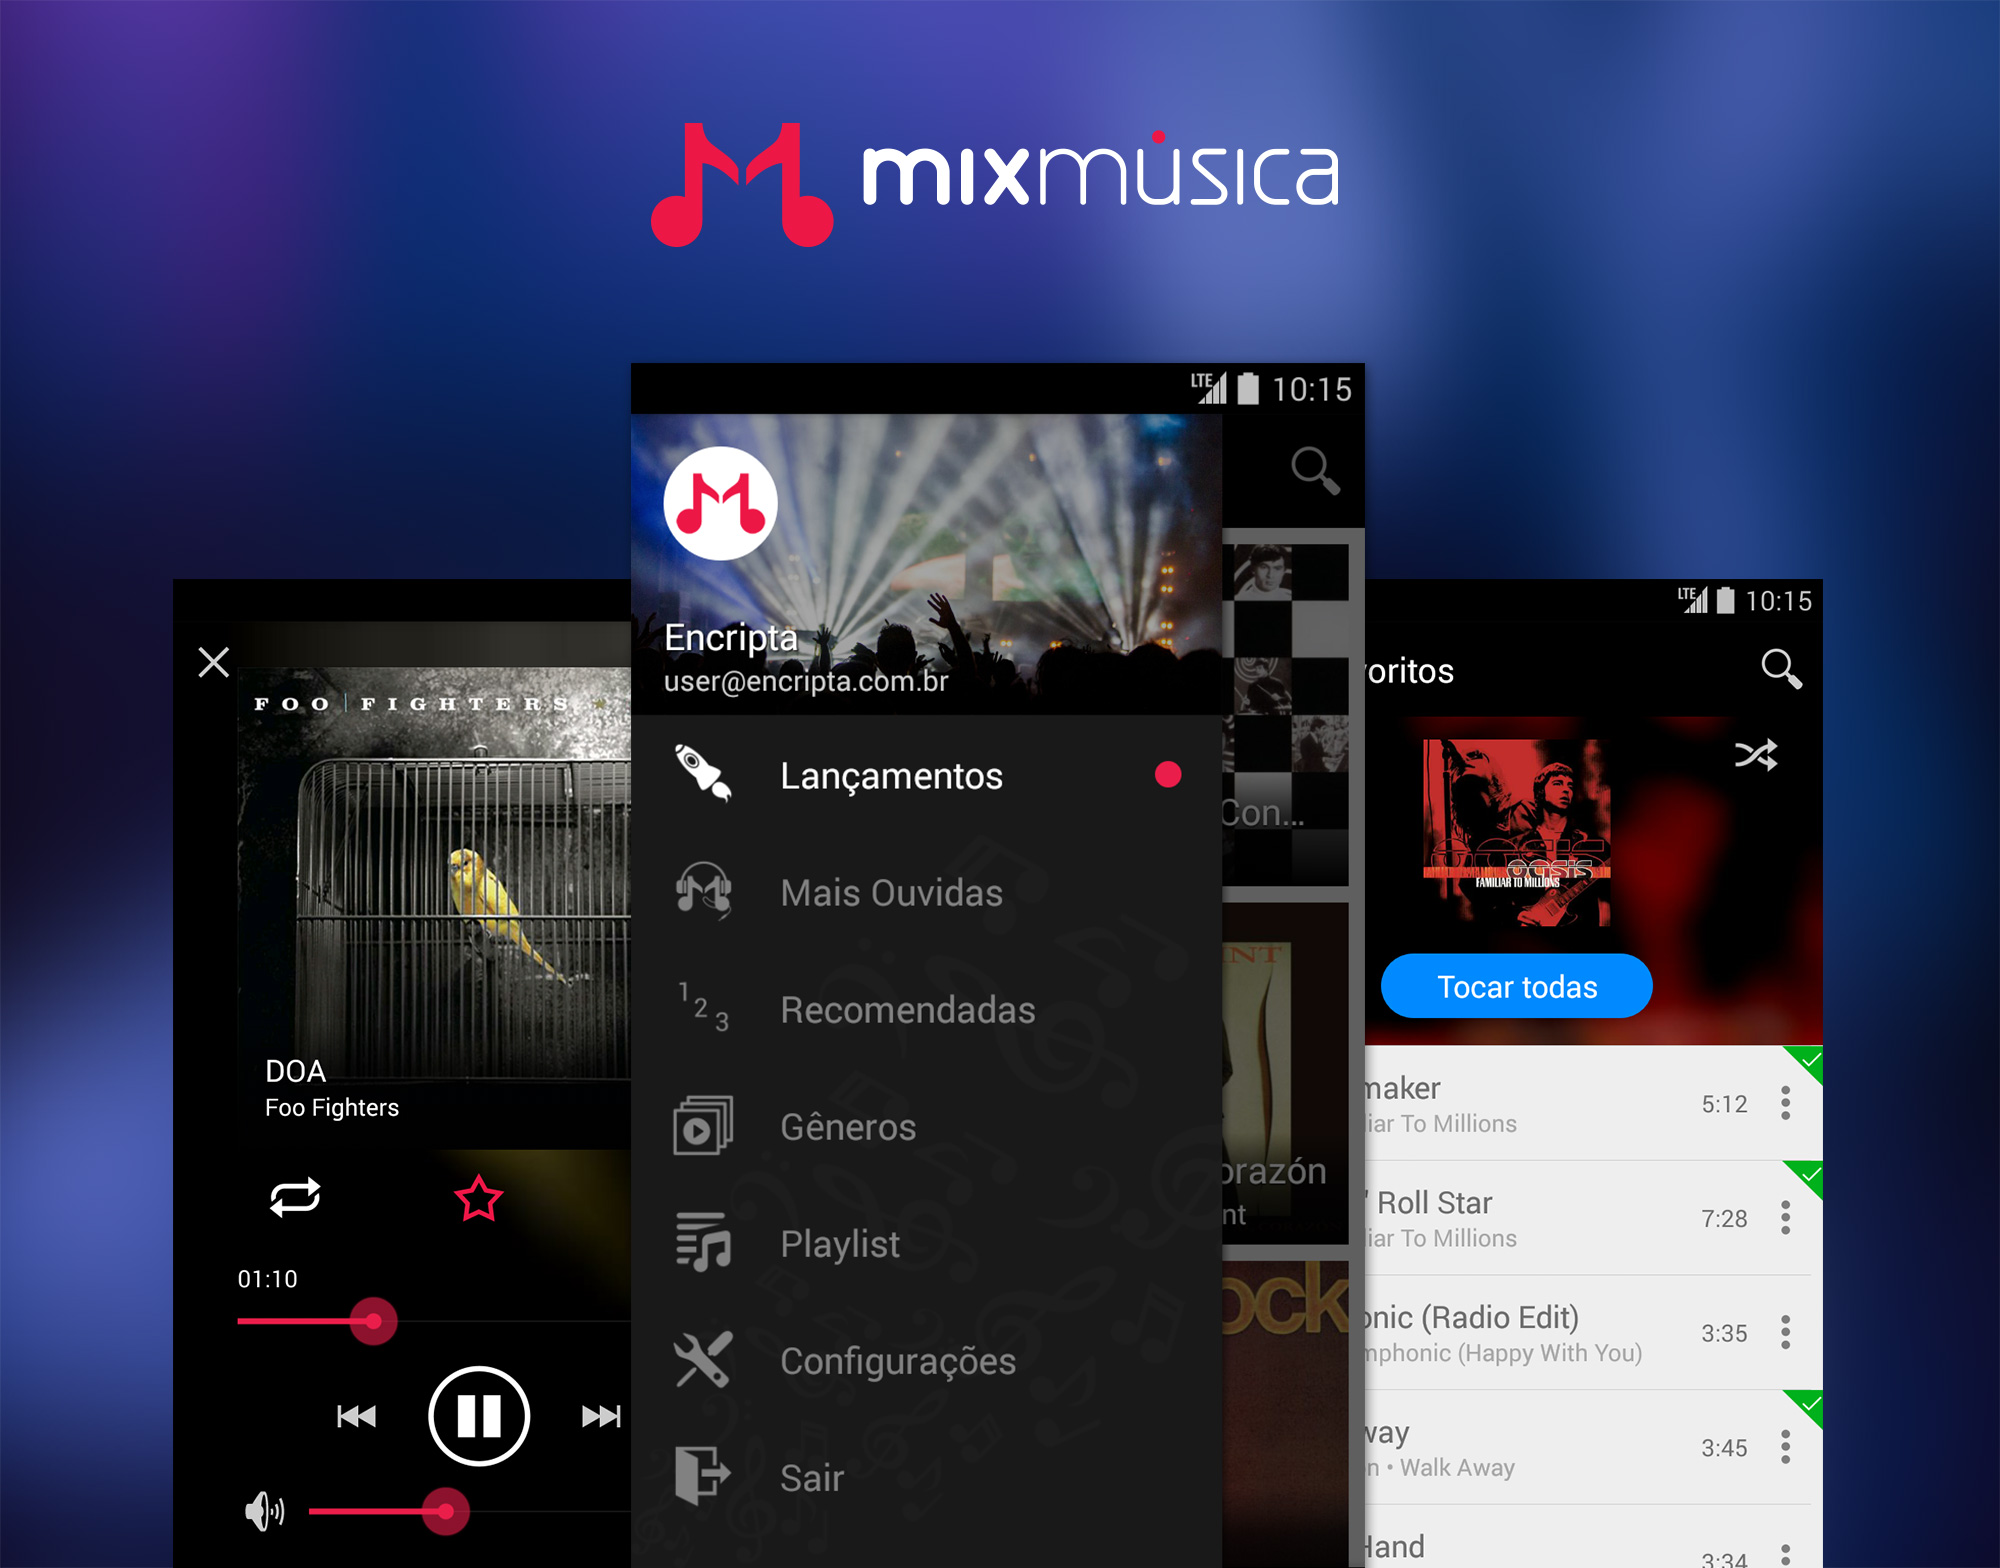 mixmúsica
FOO FIGHTERS
DOA
Foo Fighters
01:10
LTE 10:15
Encripta
user@encripta.com.br
Lançamentos
Mais Ouvidas
1 2 3
Recomendadas
Gêneros
Playlist
Configurações
Sair
Con...
INT
orazón
nt
ock
LTE 10:15
oritos
OASIS
FAMILIAR TO MILLIONS
Tocar todas
maker
5:12
liar To Millions
' Roll Star
7:28
liar To Millions
onic (Radio Edit)
3:35
mphonic (Happy With You)
way
3:45
n • Walk Away
Hand
3:34